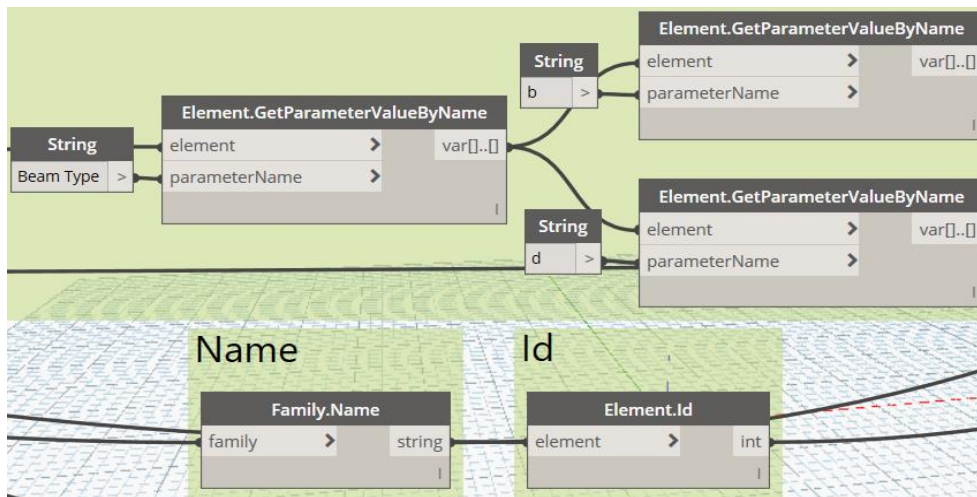 Element.GetParameterValueByName
String
element
>
var[]..[]
b
>
parameterName
>
Element.GetParameterValueByName
String
element
>
var[]..[]
Beam Type
>
parameterName
>
Element.GetParameterValueByName
String
element
>
var[]..[]
d
>
parameterName
>
Name
Id
Family.Name
Element.Id
family
>
string
element
>
int